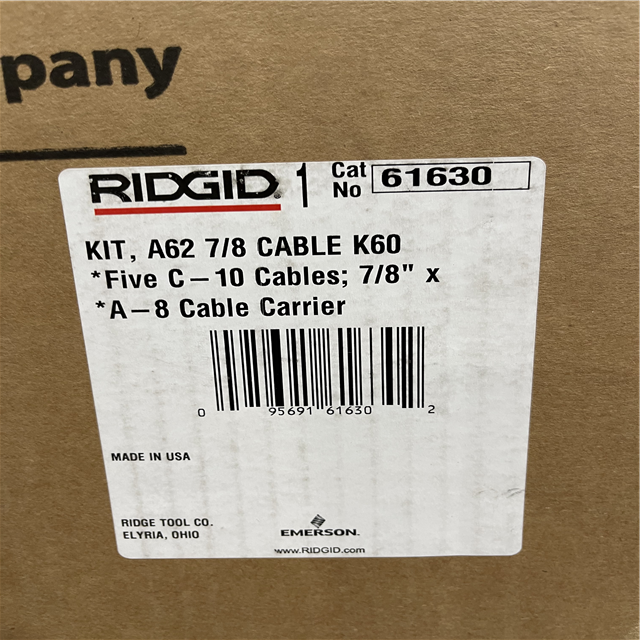 pany
RIDGID 1 Cat No 61630
KIT, A62 7/8 CABLE K60
*Five C-10 Cables; 7/8" x
*A-8 Cable Carrier
0 95691 61630 2
MADE IN USA
RIDGE TOOL CO.
ELYRIA, OHIO
EMERSON.
www.RIDGID.com